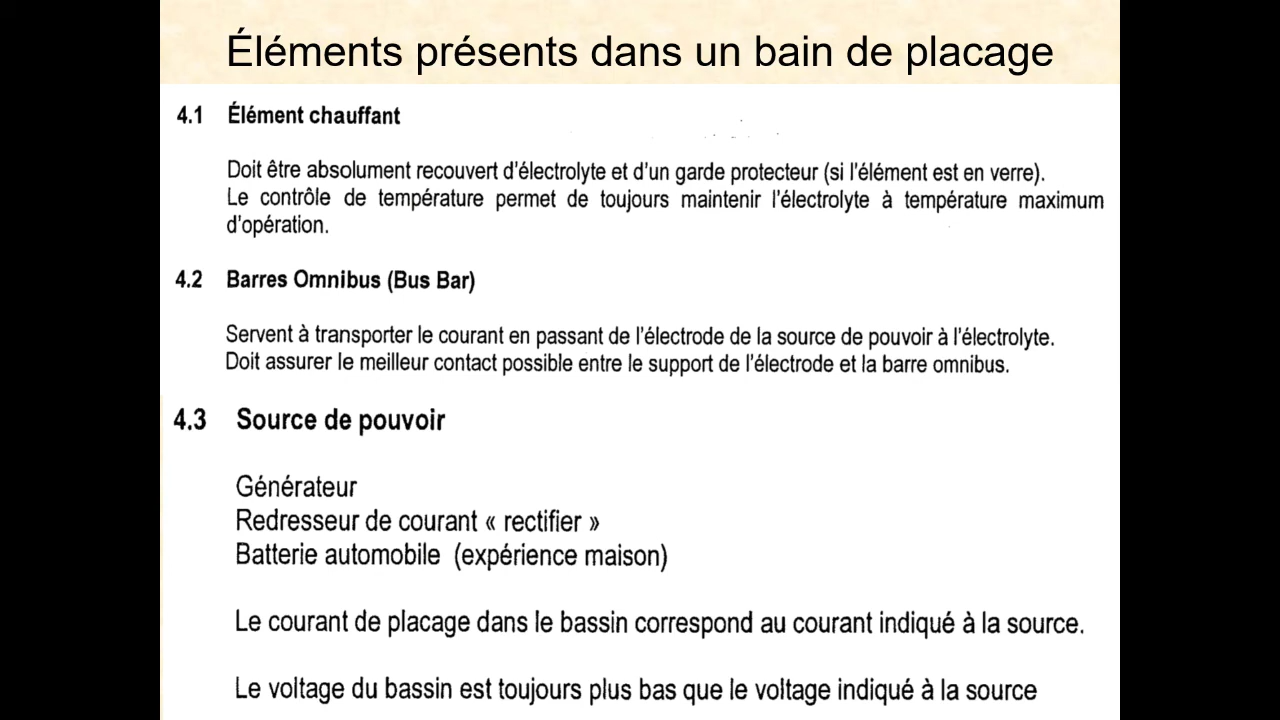 Éléments présents dans un bain de placage
4.1 Élément chauffant
Doit être absolument recouvert d'électrolyte et d'un garde protecteur (si l'élément est en verre).
Le contrôle de température permet de toujours maintenir l'électrolyte à température maximum
d'opération.
4.2 Barres Omnibus (Bus Bar)
Servent à transporter le courant en passant de l'électrode de la source de pouvoir à l'électrolyte.
Doit assurer le meilleur contact possible entre le support de l'électrode et la barre omnibus.
4.3 Source de pouvoir
Générateur
Redresseur de courant « rectifier »
Batterie automobile (expérience maison)
Le courant de placage dans le bassin correspond au courant indiqué à la source.
Le voltage du bassin est toujours plus bas que le voltage indiqué à la source